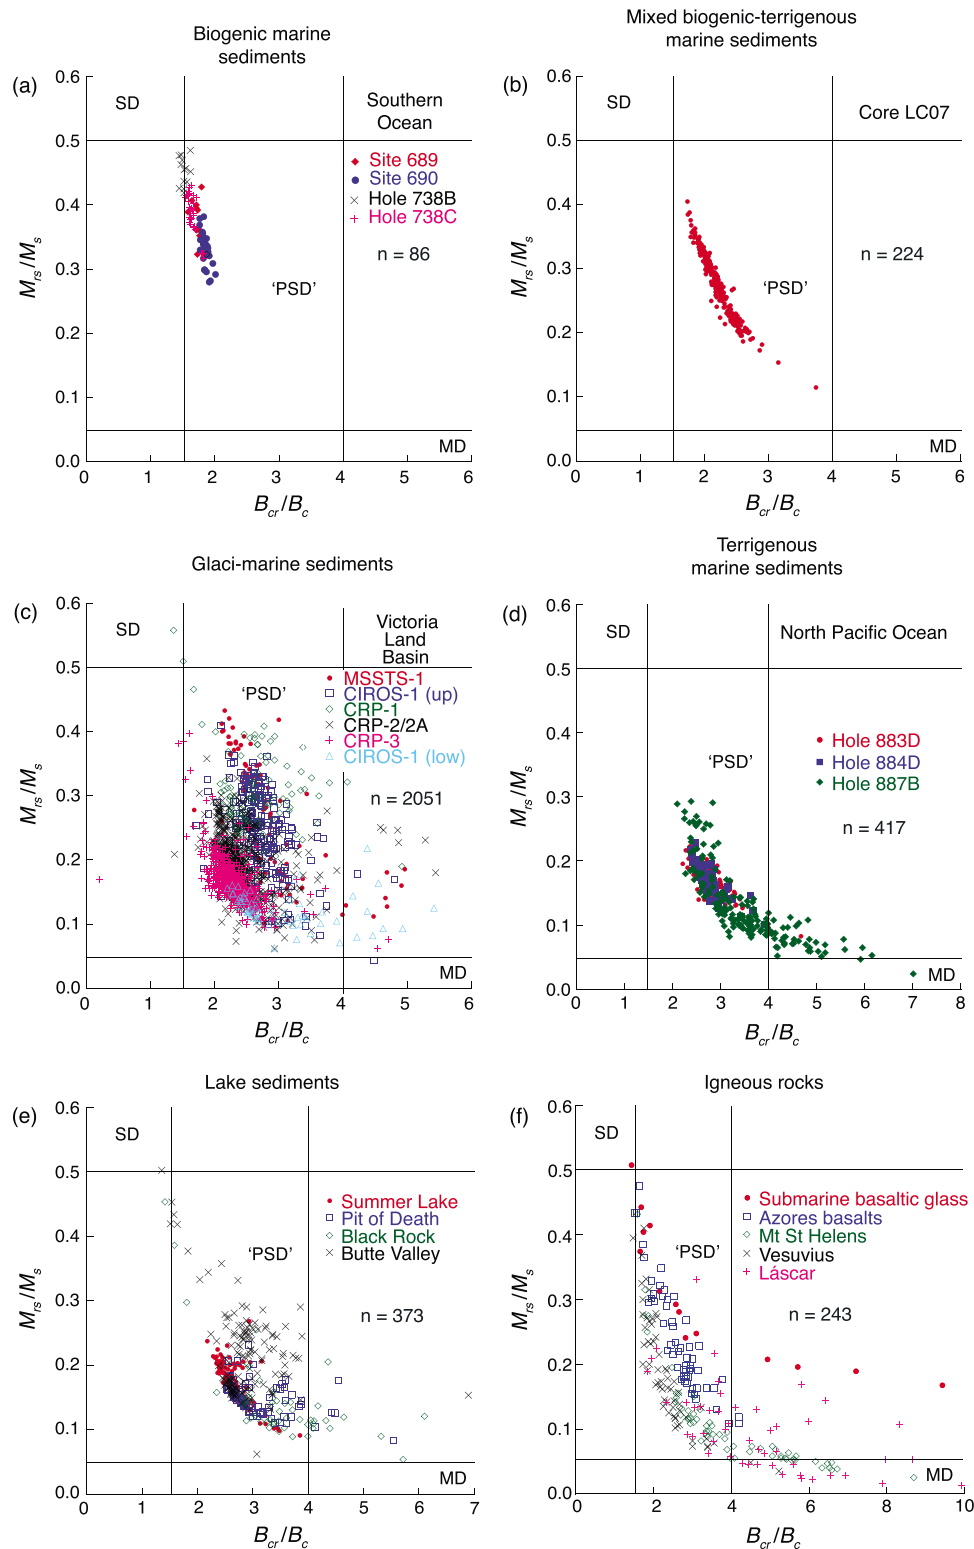 Biogenic marine
sediments
(a)
0.6
0.5
0.4
0.3
0.2
0.1
0.0
SD
Southern
Ocean
Site 689
Site 690
Hole 738B
Hole 738C
n = 86
‘PSD’
MD
0 1 2 3 4 5 6
Mrs/Ms
Bcr/Bc
Mixed biogenic-terrigenous
marine sediments
(b)
0.6
0.5
0.4
0.3
0.2
0.1
0.0
SD
Core LC07
n = 224
‘PSD’
MD
0 1 2 3 4 5 6
Mrs/Ms
Bcr/Bc
Glaci-marine sediments
(c)
0.6
0.5
0.4
0.3
0.2
0.1
0.0
SD
Victoria
Land
Basin
‘PSD’
MSSTS-1
CIROS-1 (up)
CRP-1
CRP-2/2A
CRP-3
CIROS-1 (low)
n = 2051
MD
0 1 2 3 4 5 6
Mrs/Ms
Bcr/Bc
Terrigenous
marine sediments
(d)
0.6
0.5
0.4
0.3
0.2
0.1
0.0
SD
North Pacific Ocean
‘PSD’
Hole 883D
Hole 884D
Hole 887B
n = 417
MD
0 1 2 3 4 5 6 7 8
Mrs/Ms
Bcr/Bc
Lake sediments
(e)
0.6
0.5
0.4
0.3
0.2
0.1
0.0
SD
Summer Lake
Pit of Death
Black Rock
Butte Valley
‘PSD’
n = 373
MD
0 1 2 3 4 5 6 7
Mrs/Ms
Bcr/Bc
Igneous rocks
(f)
0.6
0.5
0.4
0.3
0.2
0.1
0.0
SD
Submarine basaltic glass
Azores basalts
Mt St Helens
Vesuvius
Láscar
‘PSD’
n = 243
MD
0 2 4 6 8 10
Mrs/Ms
Bcr/Bc